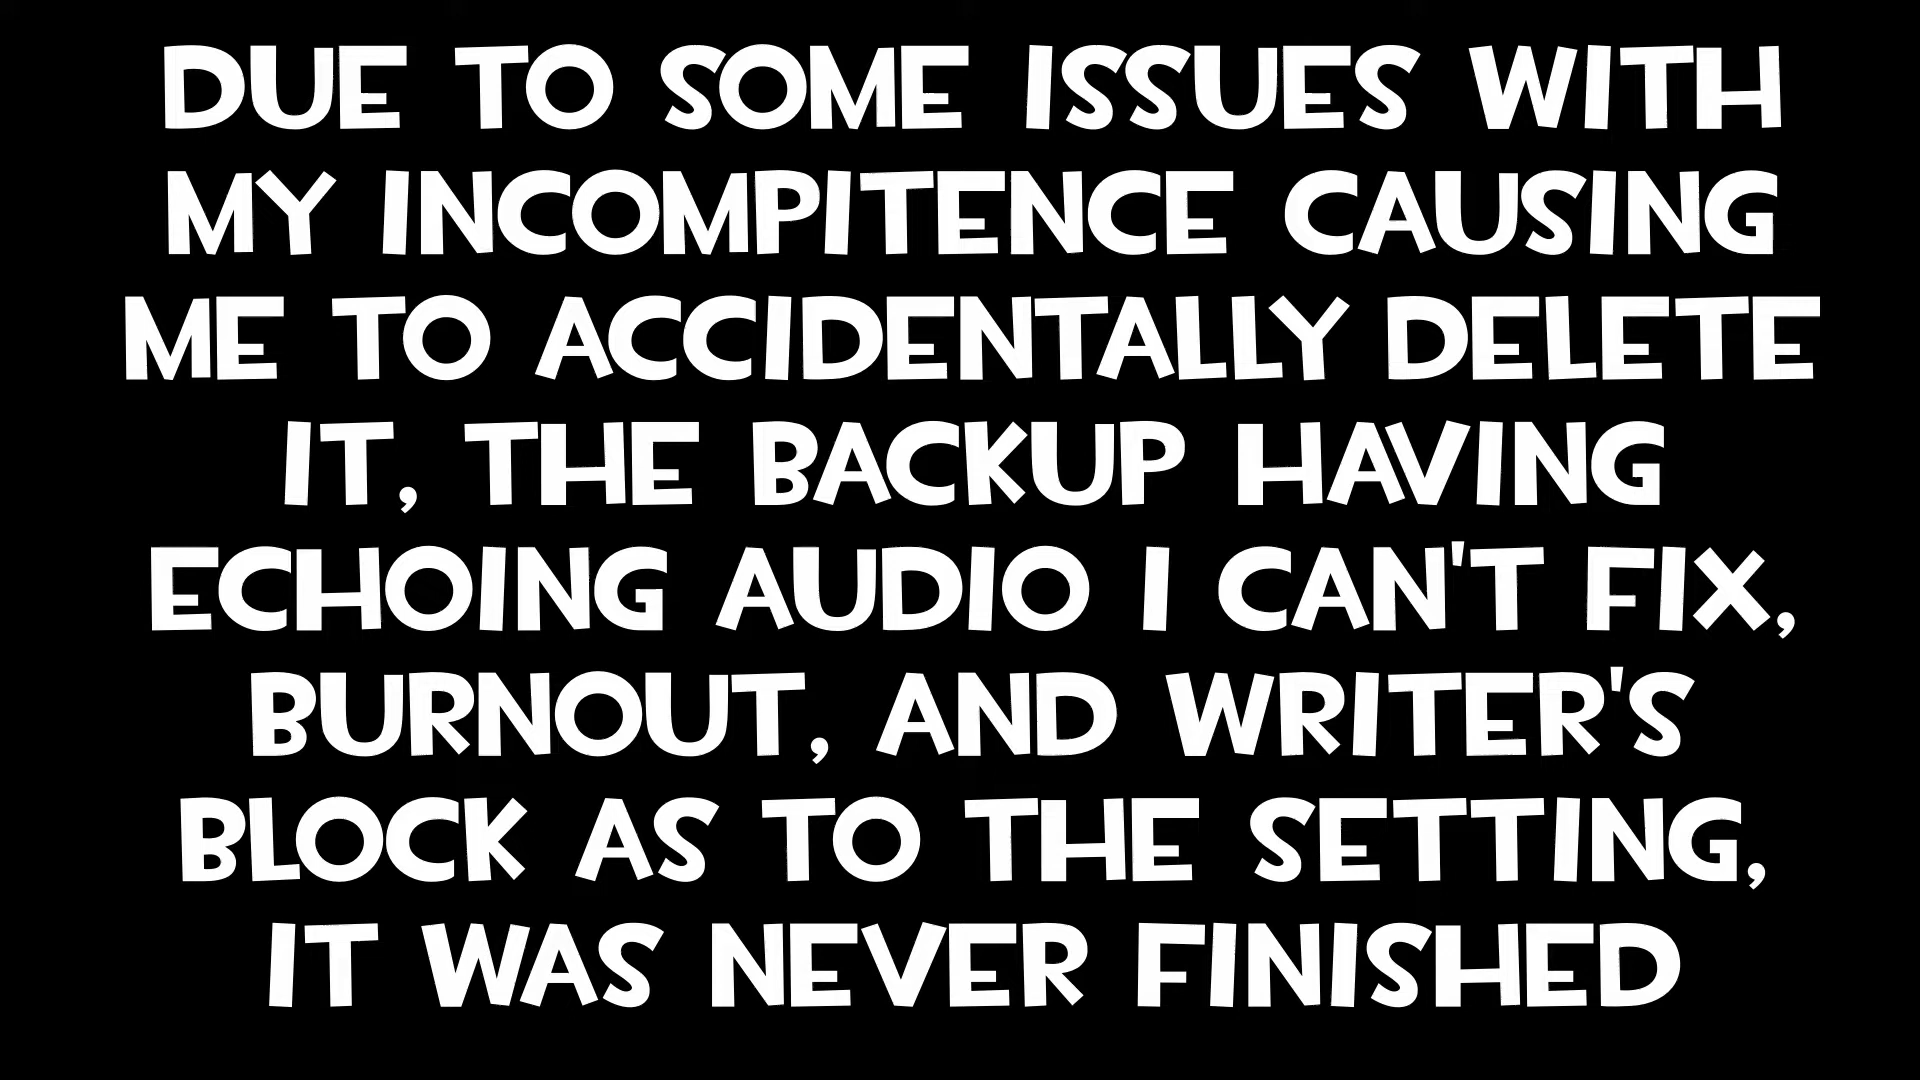 DUE TO SOME ISSUES WITH
MY INCOMPITENCE CAUSING
ME TO ACCIDENTALLY DELETE
IT, THE BACKUP HAVING
ECHOING AUDIO I CAN'T FIX,
BURNOUT, AND WRITER'S
BLOCK AS TO THE SETTING,
IT WAS NEVER FINISHED